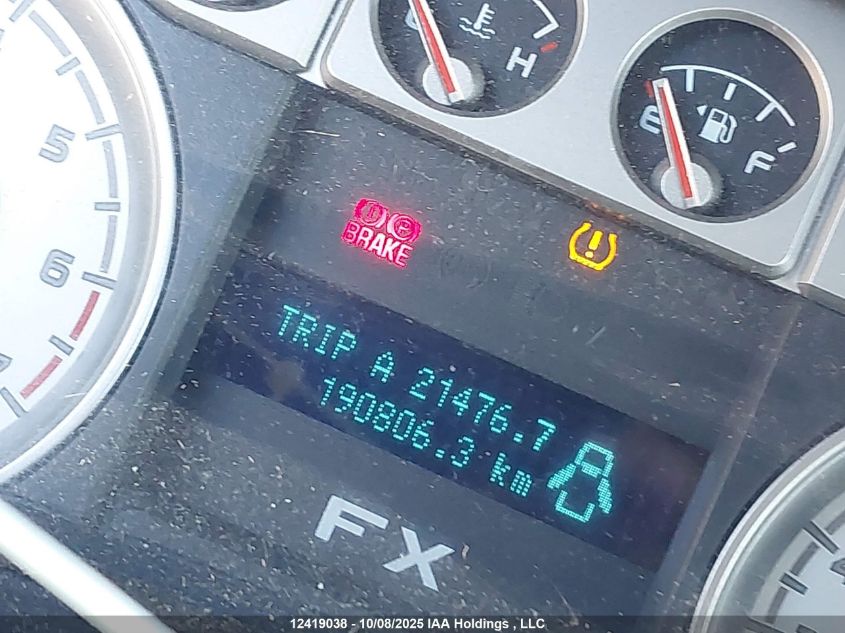 H
E
F
5
6
BRAKE
TRIP A 21476.7
190806.3 km
FX
12419038 - 10/08/2025 IAA Holdings , LLC